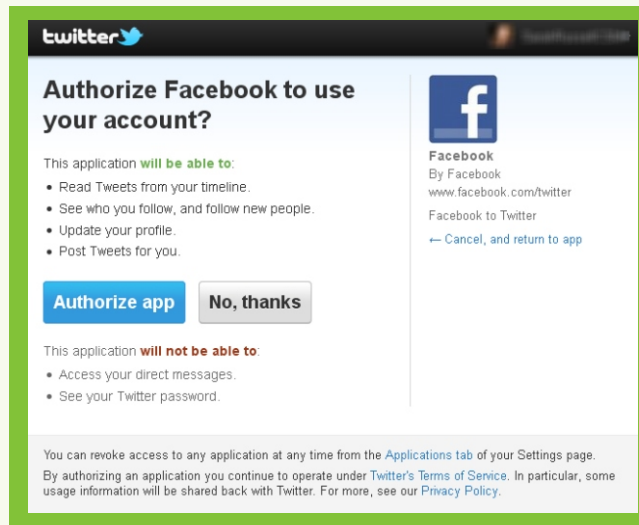 twitter
Authorize Facebook to use
your account?
This application will be able to:
• Read Tweets from your timeline.
• See who you follow, and follow new people.
• Update your profile.
• Post Tweets for you.
Authorize app
No, thanks
This application will not be able to:
• Access your direct messages.
• See your Twitter password.
f
Facebook
By Facebook
www.facebook.com/twitter
Facebook to Twitter
← Cancel, and return to app
You can revoke access to any application at any time from the Applications tab of your Settings page.
By authorizing an application you continue to operate under Twitter's Terms of Service. In particular, some
usage information will be shared back with Twitter. For more, see our Privacy Policy.